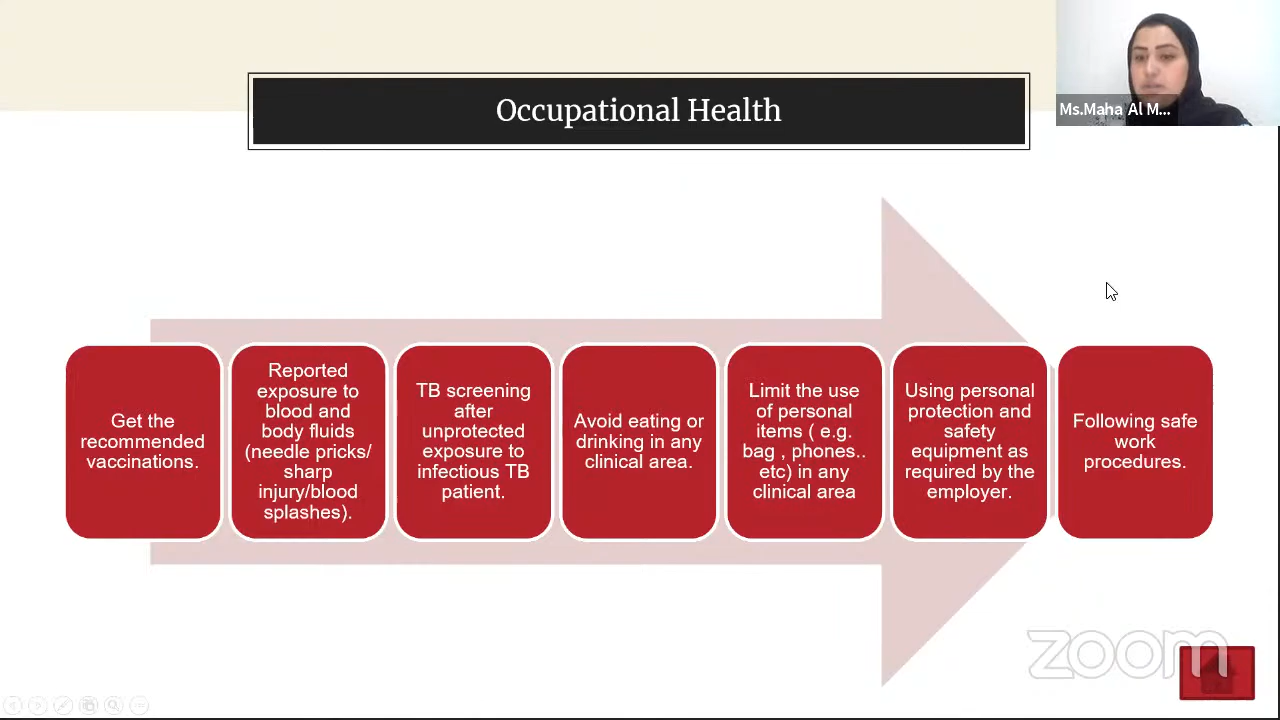 Occupational Health
Ms.Maha Al M...
Get the
recommended
vaccinations.
Reported
exposure to
blood and
body fluids
(needle pricks/
sharp
injury/blood
splashes).
TB screening
after
unprotected
exposure to
infectious TB
patient.
Avoid eating or
drinking in any
clinical area.
Limit the use
of personal
items ( e.g.
bag , phones..
etc) in any
clinical area
Using personal
protection and
safety
equipment as
required by the
employer.
Following safe
work
procedures.
zoom